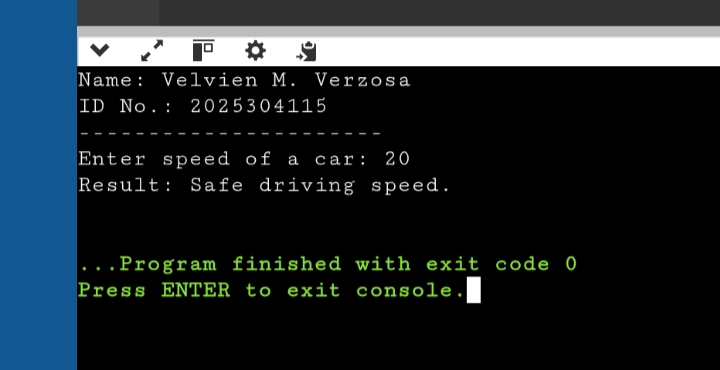 Name: Velvien M. Verzosa
ID No.: 2025304115
----------------------
Enter speed of a car: 20
Result: Safe driving speed.
...Program finished with exit code 0
Press ENTER to exit console.